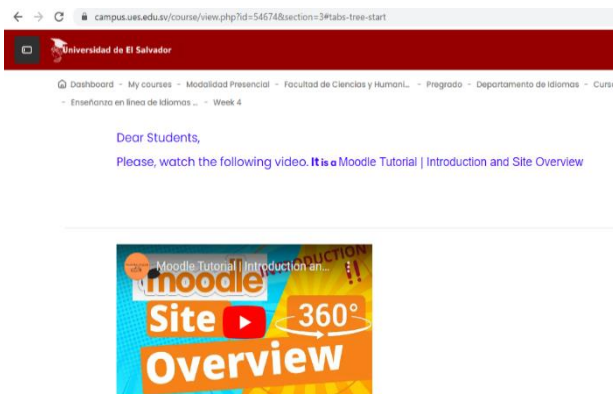 campus.ues.edu.sv/course/view.php?id=54674&section=3#tabs-tree-start
Universidad de El Salvador
Dashboard - My courses - Modalidad Presencial - Facultad de Ciencias y Humani... - Pregrado - Departamento de Idiomas - Curs
- Enseñanza en línea de Idiomas ... - Week 4
Dear Students,
Please, watch the following video. It is a Moodle Tutorial | Introduction and Site Overview
Moodle Tutorial | Introduction an...
INTRODUCTION
!!
moodle
Site
360°
Overview